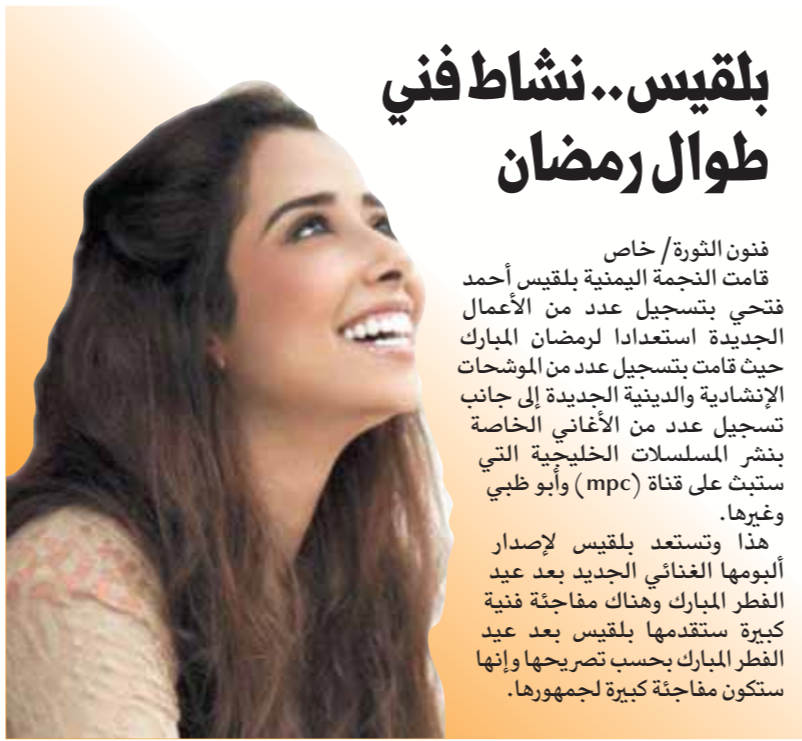 بلقيس.. نشاط فني
طوال رمضان
فنون الثورة/ خاص
قامت النجمة اليمنية بلقيس أحمد
فتحي بتسجيل عدد من الأعمال
الجديدة استعدادا لرمضان المبارك
حيث قامت بتسجيل عدد من الموشحات
الإنشادية والدينية الجديدة إلى جانب
تسجيل عدد من الأغاني الخاصة
بنشر المسلسلات الخليجية التي
ستبث على قناة (mpc) وأبو ظبي
وغيرها.
هذا وتستعد بلقيس لإصدار
ألبومها الغنائي الجديد بعد عيد
الفطر المبارك وهناك مفاجئة فنية
كبيرة ستقدمها بلقيس بعد عيد
الفطر المبارك بحسب تصريحها وإنها
ستكون مفاجئة كبيرة لجمهورها.